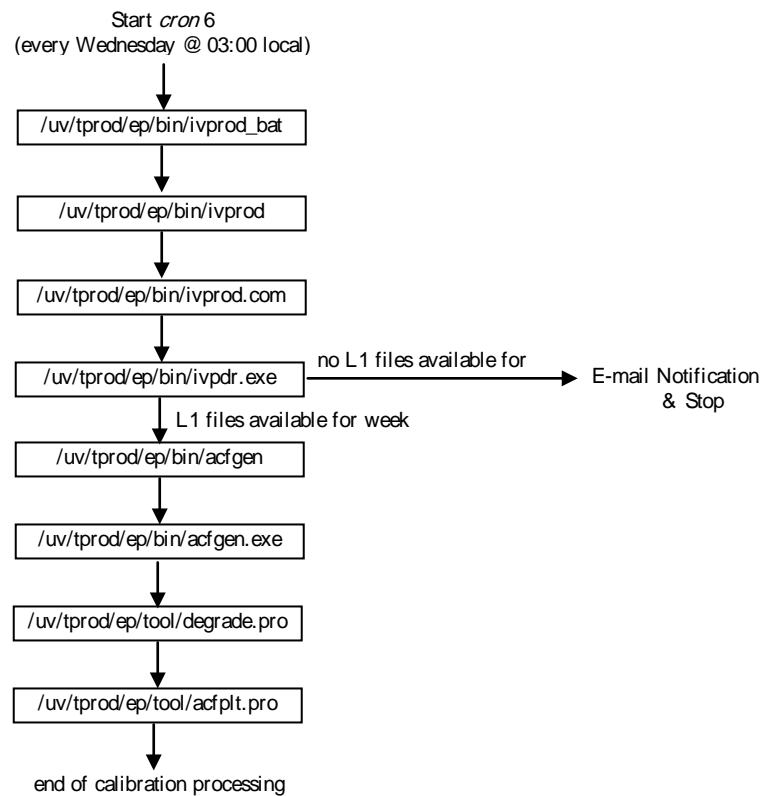 Start cron 6
(every Wednesday @ 03:00 local)
/uv/tprod/ep/bin/ivprod_bat
/uv/tprod/ep/bin/ivprod
/uv/tprod/ep/bin/ivprod.com
/uv/tprod/ep/bin/ivpdr.exe
no L1 files available for
E-mail Notification
& Stop
L1 files available for week
/uv/tprod/ep/bin/acfgen
/uv/tprod/ep/bin/acfgen.exe
/uv/tprod/ep/tool/degrade.pro
/uv/tprod/ep/tool/acfplt.pro
end of calibration processing